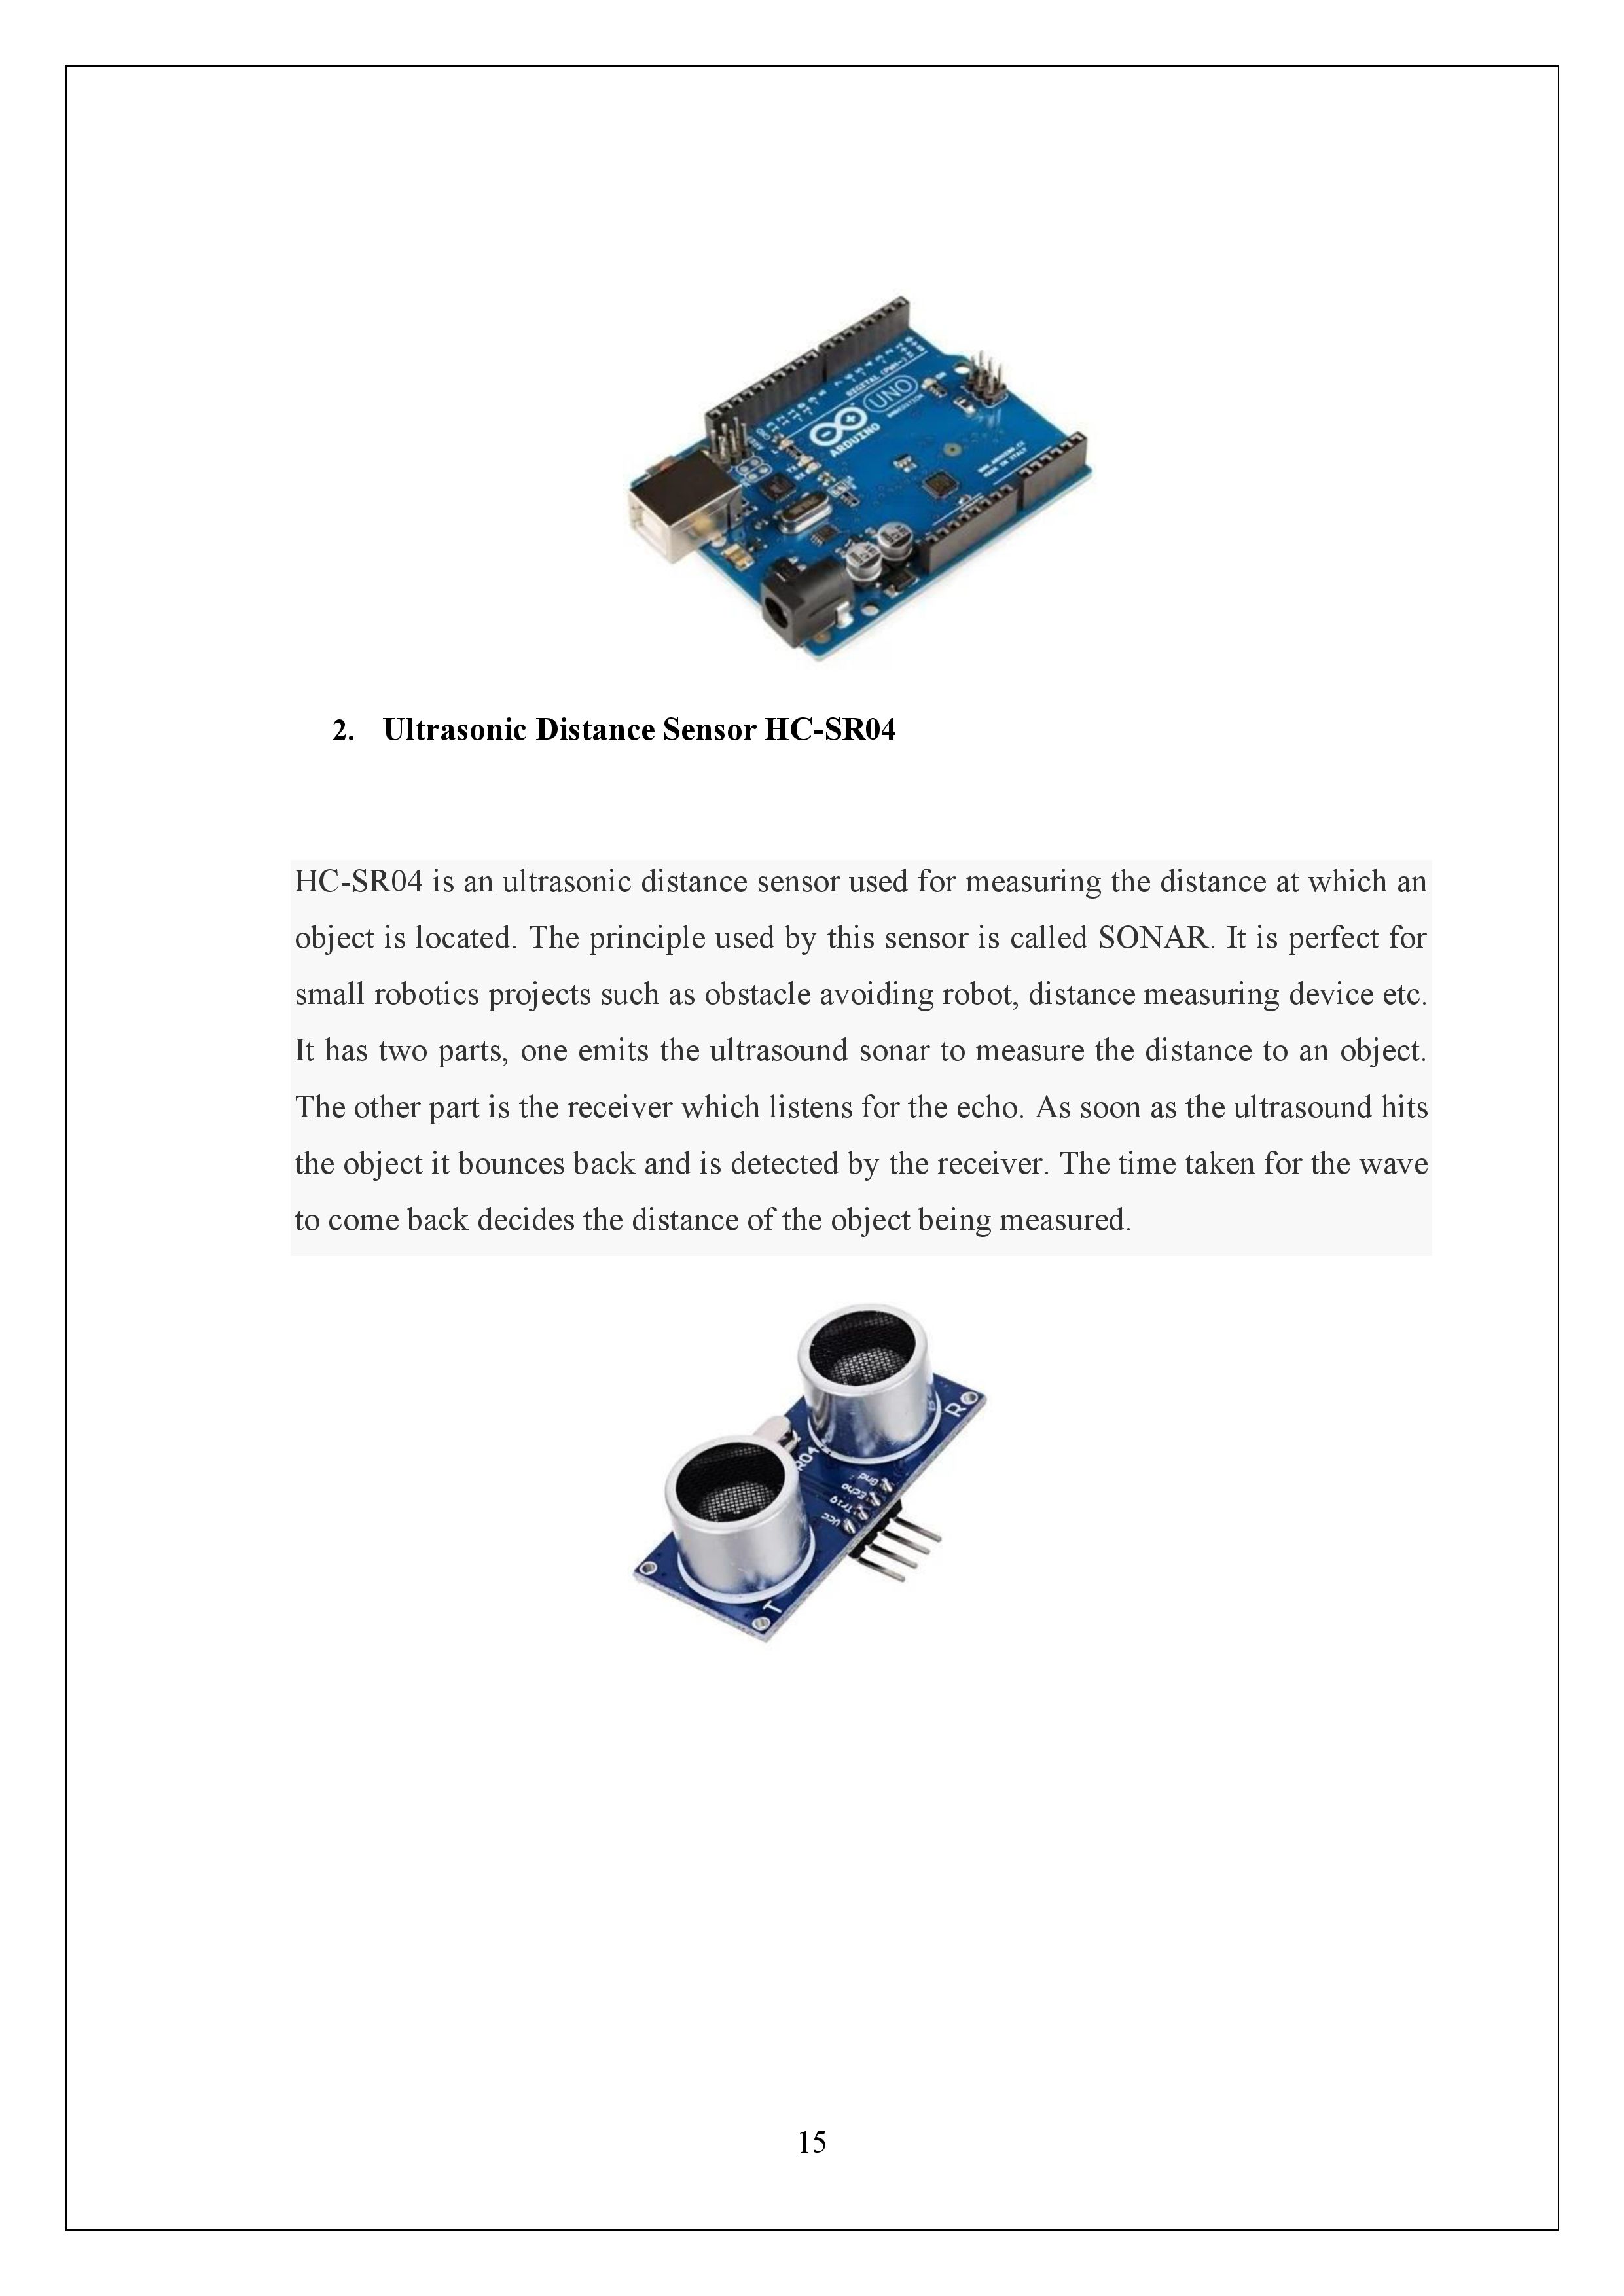 UNO
ARDUINO
DIGITAL (PWM~)
TX
RX
2. Ultrasonic Distance Sensor HC-SR04
HC-SR04 is an ultrasonic distance sensor used for measuring the distance at which an
object is located. The principle used by this sensor is called SONAR. It is perfect for
small robotics projects such as obstacle avoiding robot, distance measuring device etc.
It has two parts, one emits the ultrasound sonar to measure the distance to an object.
The other part is the receiver which listens for the echo. As soon as the ultrasound hits
the object it bounces back and is detected by the receiver. The time taken for the wave
to come back decides the distance of the object being measured.
R
R04
Gnd
Echo
Trig
Vcc
T
15